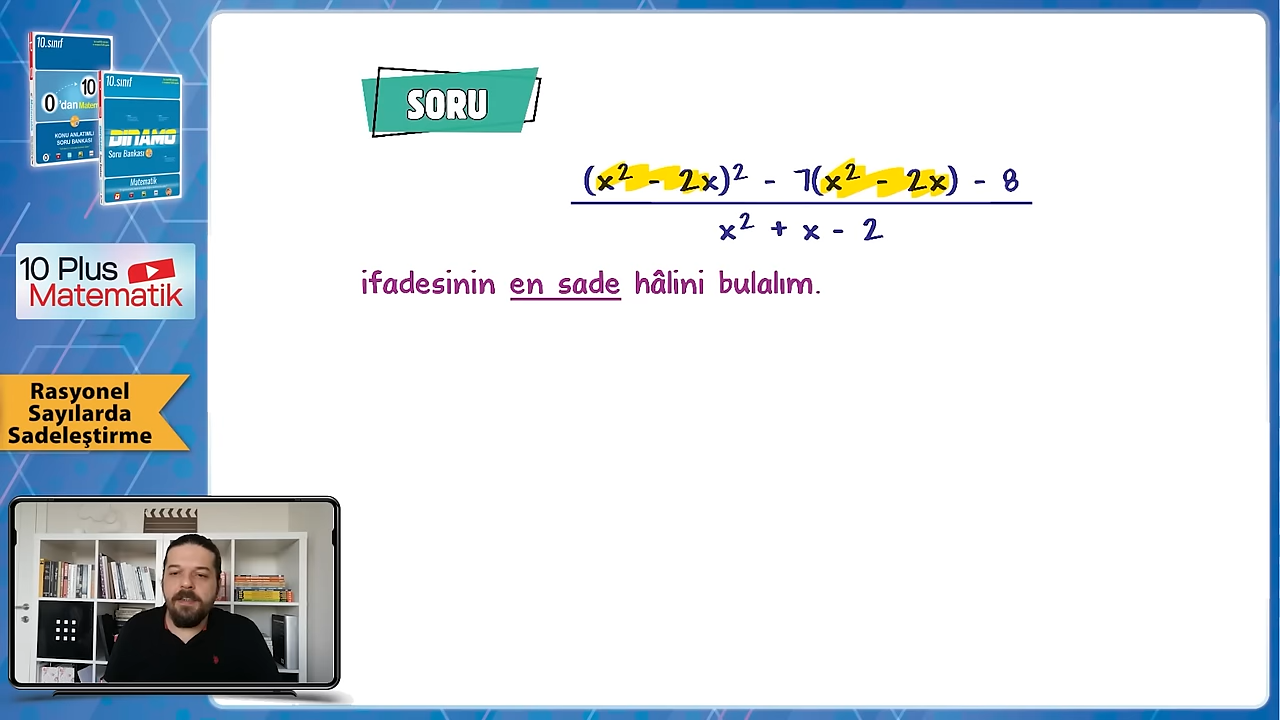 10.sınıf
0'dan 10
KONU ANLATIMLI
SORU BANKASI
10.sınıf
DİNAMO
Soru Bankası
Matematik
10 Plus
Matematik
Rasyonel
Sayılarda
Sadeleştirme
SORU
(x² - 2x)² - 7(x² - 2x) - 8
x² + x - 2
ifadesinin en sade hâlini bulalım.